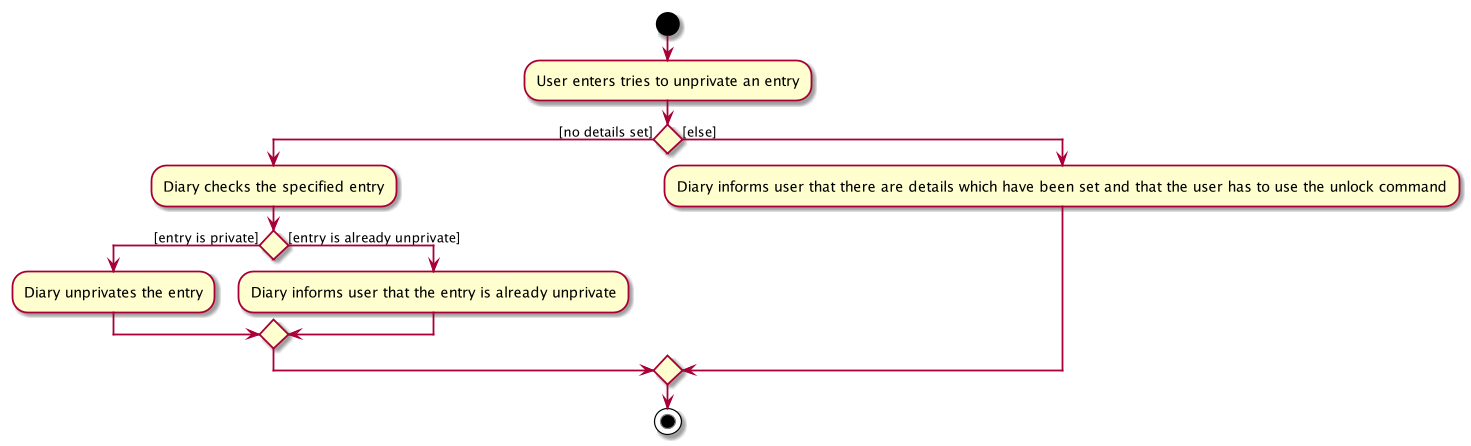 User enters tries to unprivate an entry
[no details set]
[else]
Diary checks the specified entry
Diary informs user that there are details which have been set and that the user has to use the unlock command
[entry is private]
[entry is already unprivate]
Diary unprivates the entry
Diary informs user that the entry is already unprivate